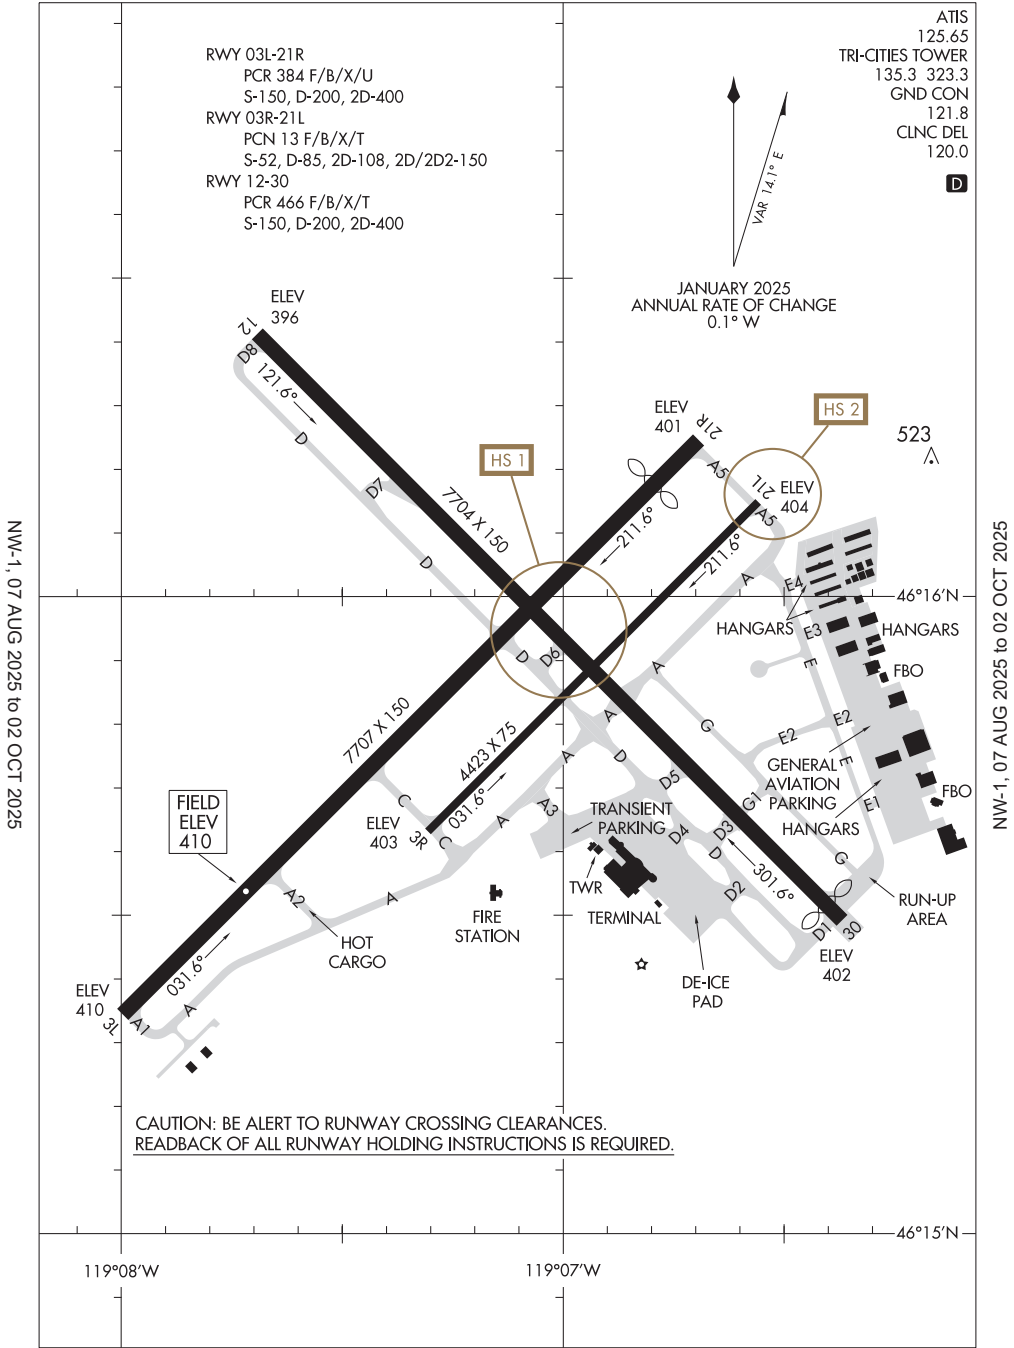 ATIS
125.65
TRI-CITIES TOWER
135.3 323.3
GND CON
121.8
CLNC DEL
120.0
D
RWY 03L-21R
PCR 384 F/B/X/U
S-150, D-200, 2D-400
RWY 03R-21L
PCN 13 F/B/X/T
S-52, D-85, 2D-108, 2D/2D2-150
RWY 12-30
PCR 466 F/B/X/T
S-150, D-200, 2D-400
VAR 14.1° E
JANUARY 2025
ANNUAL RATE OF CHANGE
0.1° W
ELEV
396
12
D8
121.6°
D
D7
7704 X 150
D
HS 1
ELEV
401
21R
A5
211.6°
HS 2
21L
ELEV
404
A5
211.6°
523
A
E4
46°16'N
HANGARS
E3
HANGARS
E
FBO
D
D6
A
A
G
E2
E2
E
7707 X 150
4423 X 75
A
D
D5
GENERAL
AVIATION
PARKING
E1
FBO
HANGARS
G1
G
C
031.6°
ELEV
403
3R
C
A
A3
TRANSIENT
PARKING
D4
D3
D
D2
301.6°
FIELD
ELEV
410
TWR
TERMINAL
RUN-UP
AREA
A2
A
HOT
CARGO
FIRE
STATION
D1
30
ELEV
402
DE-ICE
PAD
031.6°
ELEV
410
3L
A1
A
CAUTION: BE ALERT TO RUNWAY CROSSING CLEARANCES.
READBACK OF ALL RUNWAY HOLDING INSTRUCTIONS IS REQUIRED.
46°15'N
119°08'W
119°07'W
NW-1, 07 AUG 2025 to 02 OCT 2025
NW-1, 07 AUG 2025 to 02 OCT 2025